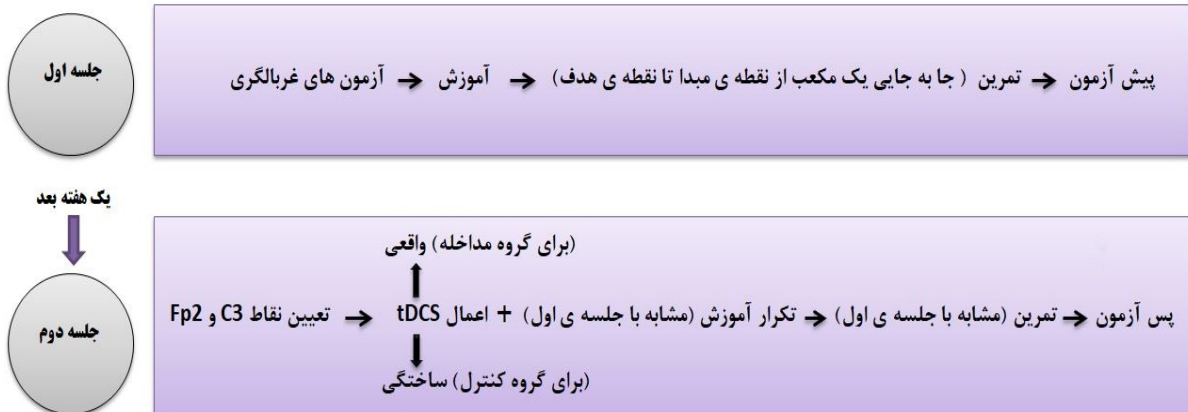 جلسه اول
پیش آزمون → تمرین ( جا به جایی یک مکعب از نقطه ی مبدا تا نقطه ی هدف) → آموزش → آزمون های غربالگری
یک هفته بعد
جلسه دوم
(برای گروه مداخله) واقعی
پس آزمون → تمرین (مشابه با جلسه ی اول) → تکرار آموزش (مشابه با جلسه ی اول) + اعمال tDCS → تعیین نقاط C3 و Fp2
(برای گروه کنترل) ساختگی